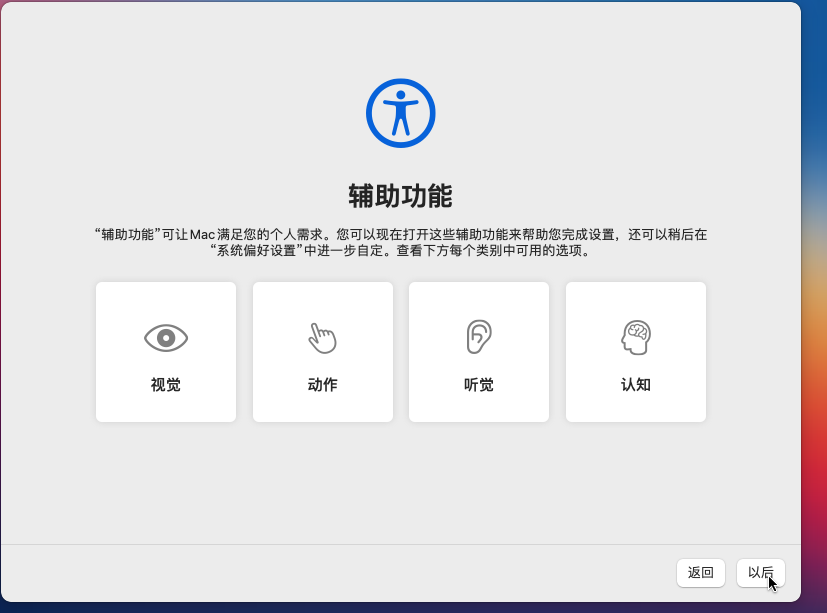 辅助功能
“辅助功能”可让 Mac 满足您的个人需求。您可以现在打开这些辅助功能来帮助您完成设置，还可以稍后在
“系统偏好设置”中进一步自定。查看下方每个类别中可用的选项。
视觉
动作
听觉
认知
返回
以后